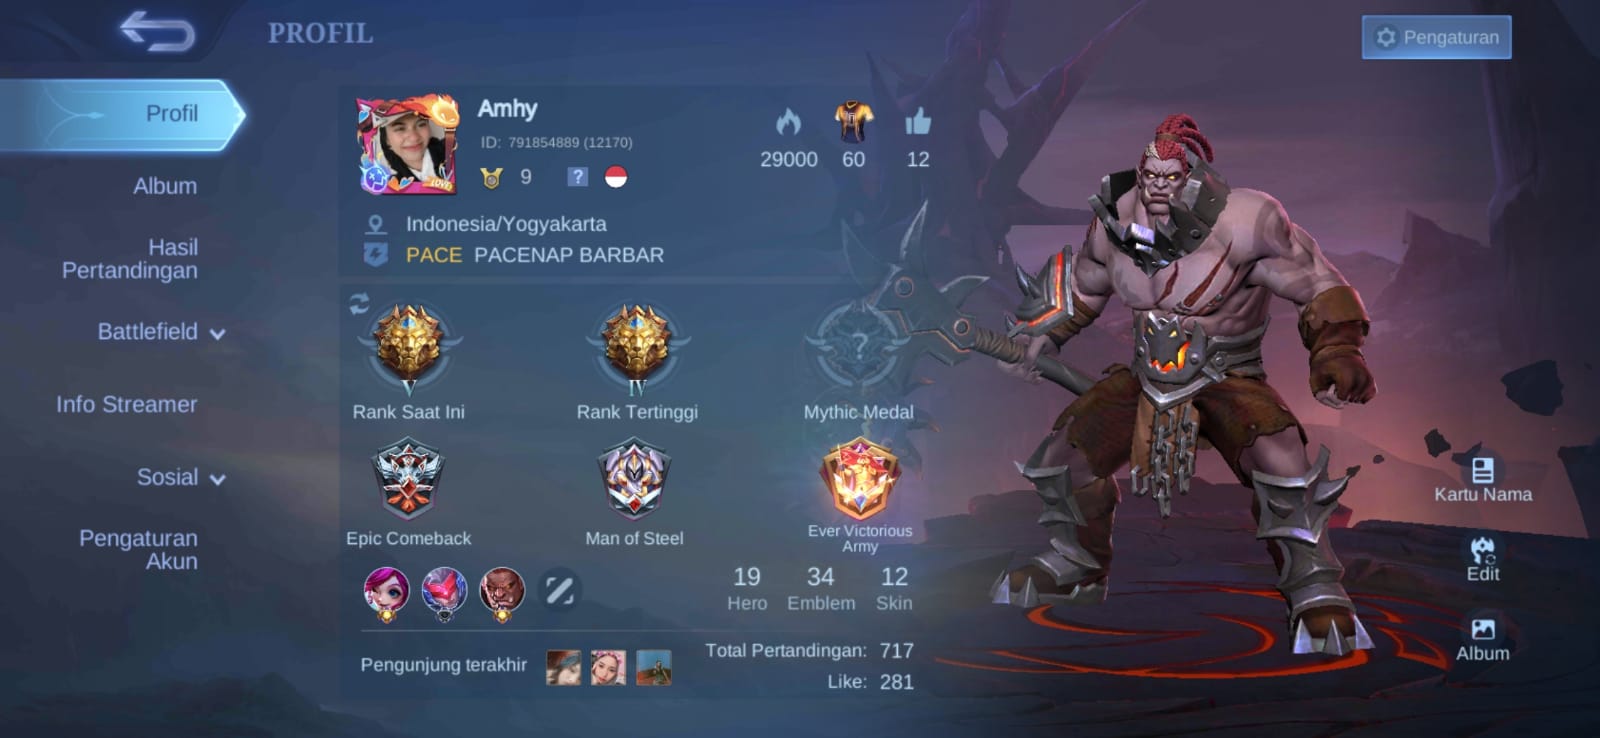 PROFIL
Pengaturan
Profil
Album
Hasil
Pertandingan
Battlefield
Info Streamer
Sosial
Pengaturan
Akun
Amhy
ID: 791854889 (12170)
9
?
29000
60
12
LOVE
Indonesia/Yogyakarta
PACE PACENAP BARBAR
V
Rank Saat Ini
IV
Rank Tertinggi
?
Mythic Medal
Epic Comeback
Man of Steel
Ever Victorious
Army
19
Hero
34
Emblem
12
Skin
Pengunjung terakhir
Total Pertandingan: 717
Like: 281
Kartu Nama
Edit
Album